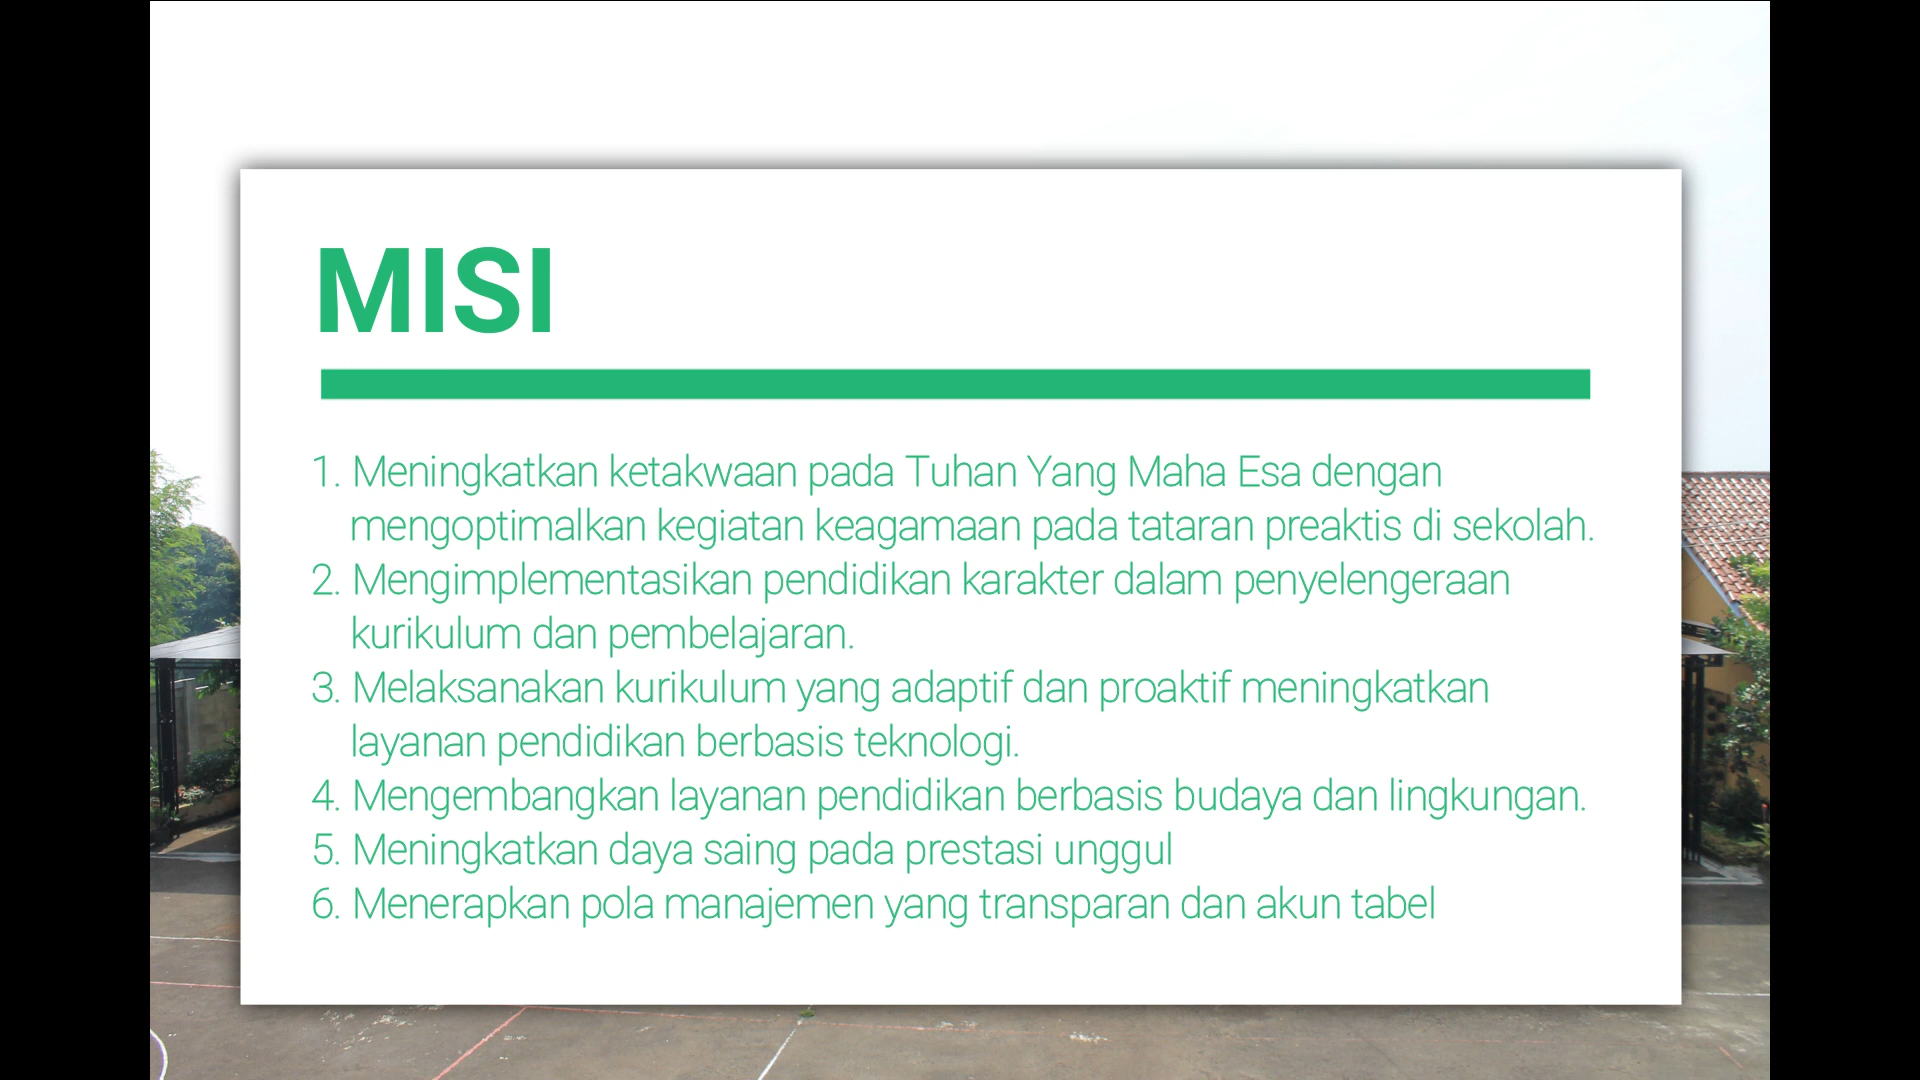 MISI
1. Meningkatkan ketakwaan pada Tuhan Yang Maha Esa dengan
mengoptimalkan kegiatan keagamaan pada tataran preaktis di sekolah.
2. Mengimplementasikan pendidikan karakter dalam penyelengeraan
kurikulum dan pembelajaran.
3. Melaksanakan kurikulum yang adaptif dan proaktif meningkatkan
layanan pendidikan berbasis teknologi.
4. Mengembangkan layanan pendidikan berbasis budaya dan lingkungan.
5. Meningkatkan daya saing pada prestasi unggul
6. Menerapkan pola manajemen yang transparan dan akun tabel